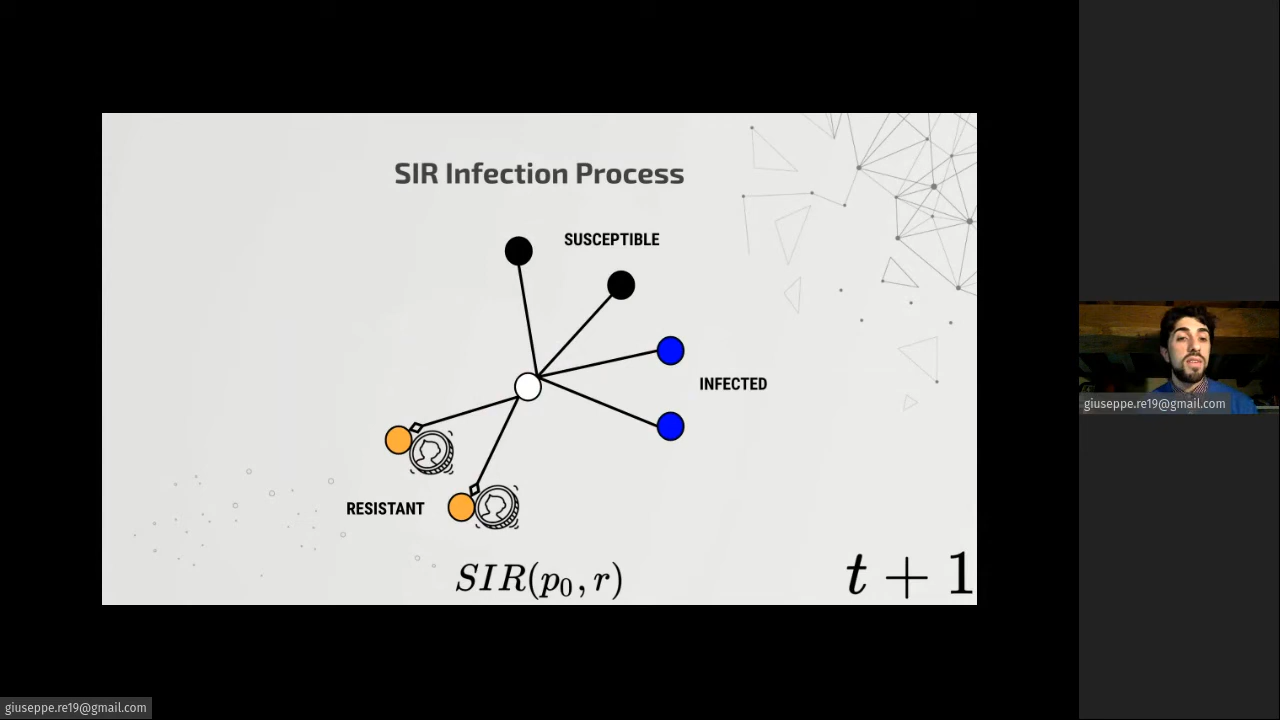 SIR Infection Process
SUSCEPTIBLE
INFECTED
RESISTANT
SIR(p₀, r)
t + 1
giuseppe.re19@gmail.com
giuseppe.re19@gmail.com